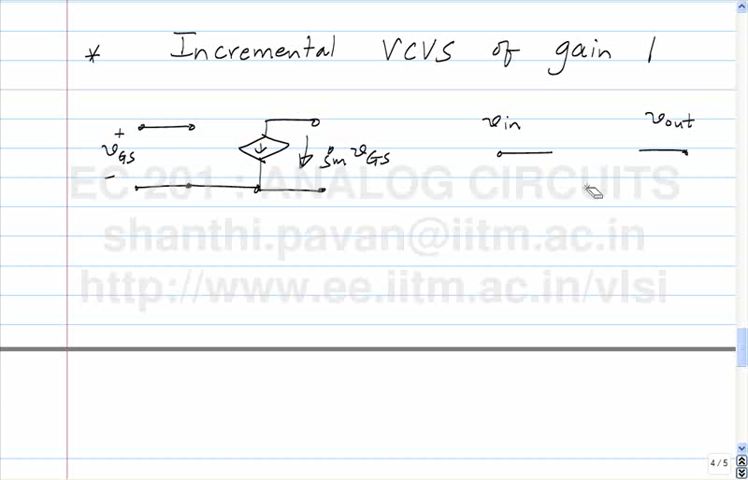 * Incremental VCVS of gain 1
vin vout
+
vGS gm vGS
-
EC 201 : ANALOG CIRCUITS
shanthi.pavan@iitm.ac.in
http://www.ee.iitm.ac.in/vlsi
4 / 5